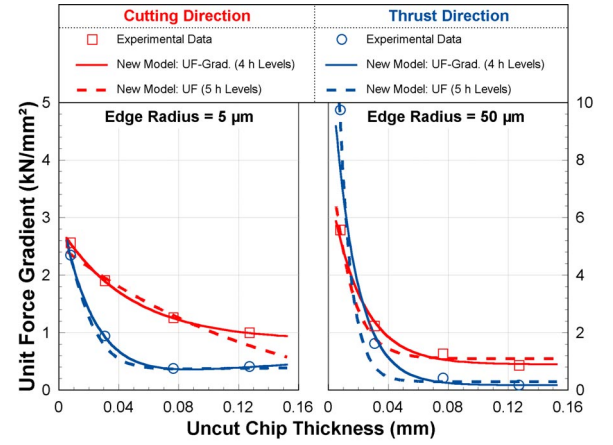 Cutting Direction Thrust Direction
Experimental Data Experimental Data
New Model: UF-Grad. (4 h Levels) New Model: UF-Grad. (4 h Levels)
New Model: UF (5 h Levels) New Model: UF (5 h Levels)
Edge Radius = 5 µm Edge Radius = 50 µm
Unit Force Gradient (kN/mm²)
5
4
3
2
1
0
10
8
6
4
2
0
0 0.04 0.08 0.12 0.16 0 0.04 0.08 0.12 0.16
Uncut Chip Thickness (mm)